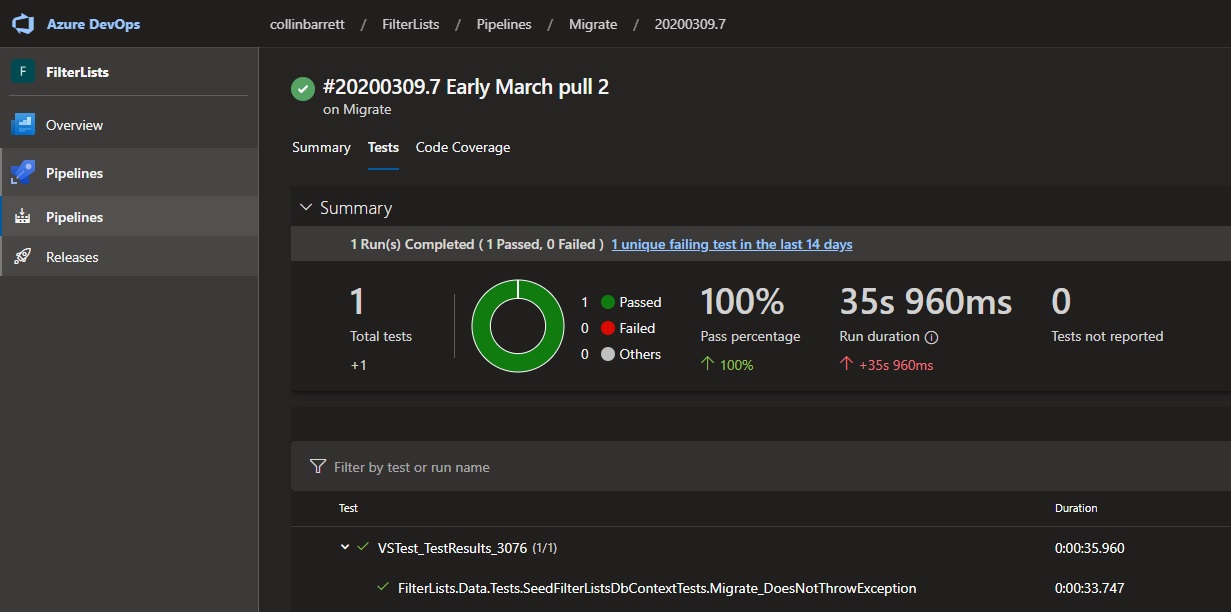 Azure DevOps
collinbarrett / FilterLists / Pipelines / Migrate / 20200309.7
F FilterLists
Overview
Pipelines
Pipelines
Releases
#20200309.7 Early March pull 2
on Migrate
Summary Tests Code Coverage
Summary
1 Run(s) Completed ( 1 Passed, 0 Failed ) 1 unique failing test in the last 14 days
1
Total tests
+1
1 Passed
0 Failed
0 Others
100%
Pass percentage
100%
35s 960ms
Run duration
+35s 960ms
0
Tests not reported
Filter by test or run name
Test Duration
VSTest_TestResults_3076 (1/1) 0:00:35.960
FilterLists.Data.Tests.SeedFilterListsDbContextTests.Migrate_DoesNotThrowException 0:00:33.747